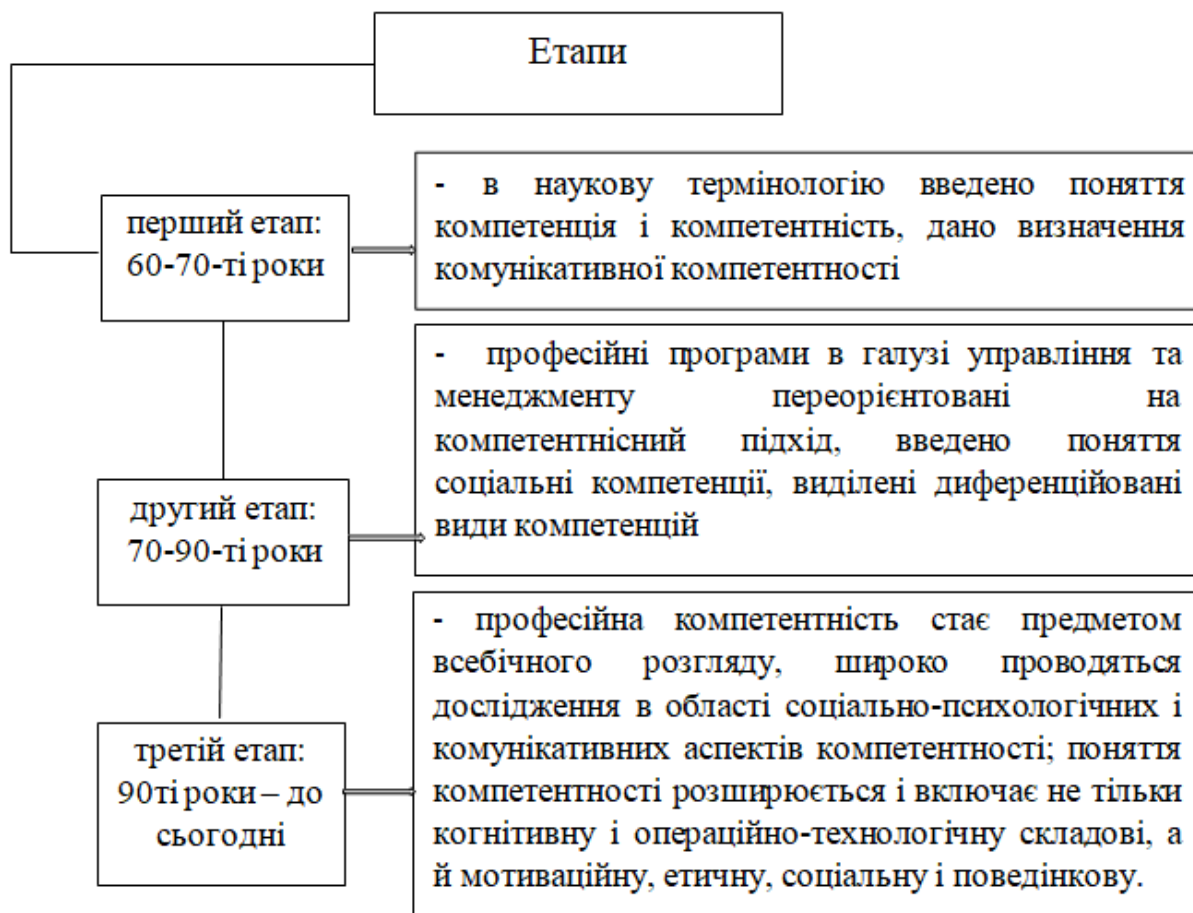 Етапи
перший етап:
60-70-ті роки
- в наукову термінологію введено поняття
компетенція і компетентність, дано визначення
комунікативної компетентності
другий етап:
70-90-ті роки
- професійні програми в галузі управління та
менеджменту переорієнтовані на
компетентнісний підхід, введено поняття
соціальні компетенції, виділені диференційовані
види компетенцій
третій етап:
90ті роки – до
сьогодні
- професійна компетентність стає предметом
всебічного розгляду, широко проводяться
дослідження в області соціально-психологічних і
комунікативних аспектів компетентності; поняття
компетентності розширюється і включає не тільки
когнітивну і операційно-технологічну складові, а
й мотиваційну, етичну, соціальну і поведінкову.